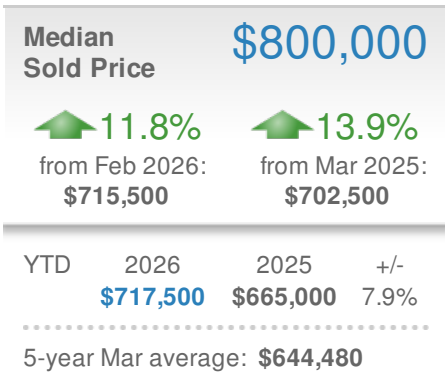 Median $800,000
Sold Price
11.8% 13.9%
from Feb 2026: from Mar 2025:
$715,500 $702,500
YTD 2026 2025 +/-
$717,500 $665,000 7.9%
5-year Mar average: $644,480